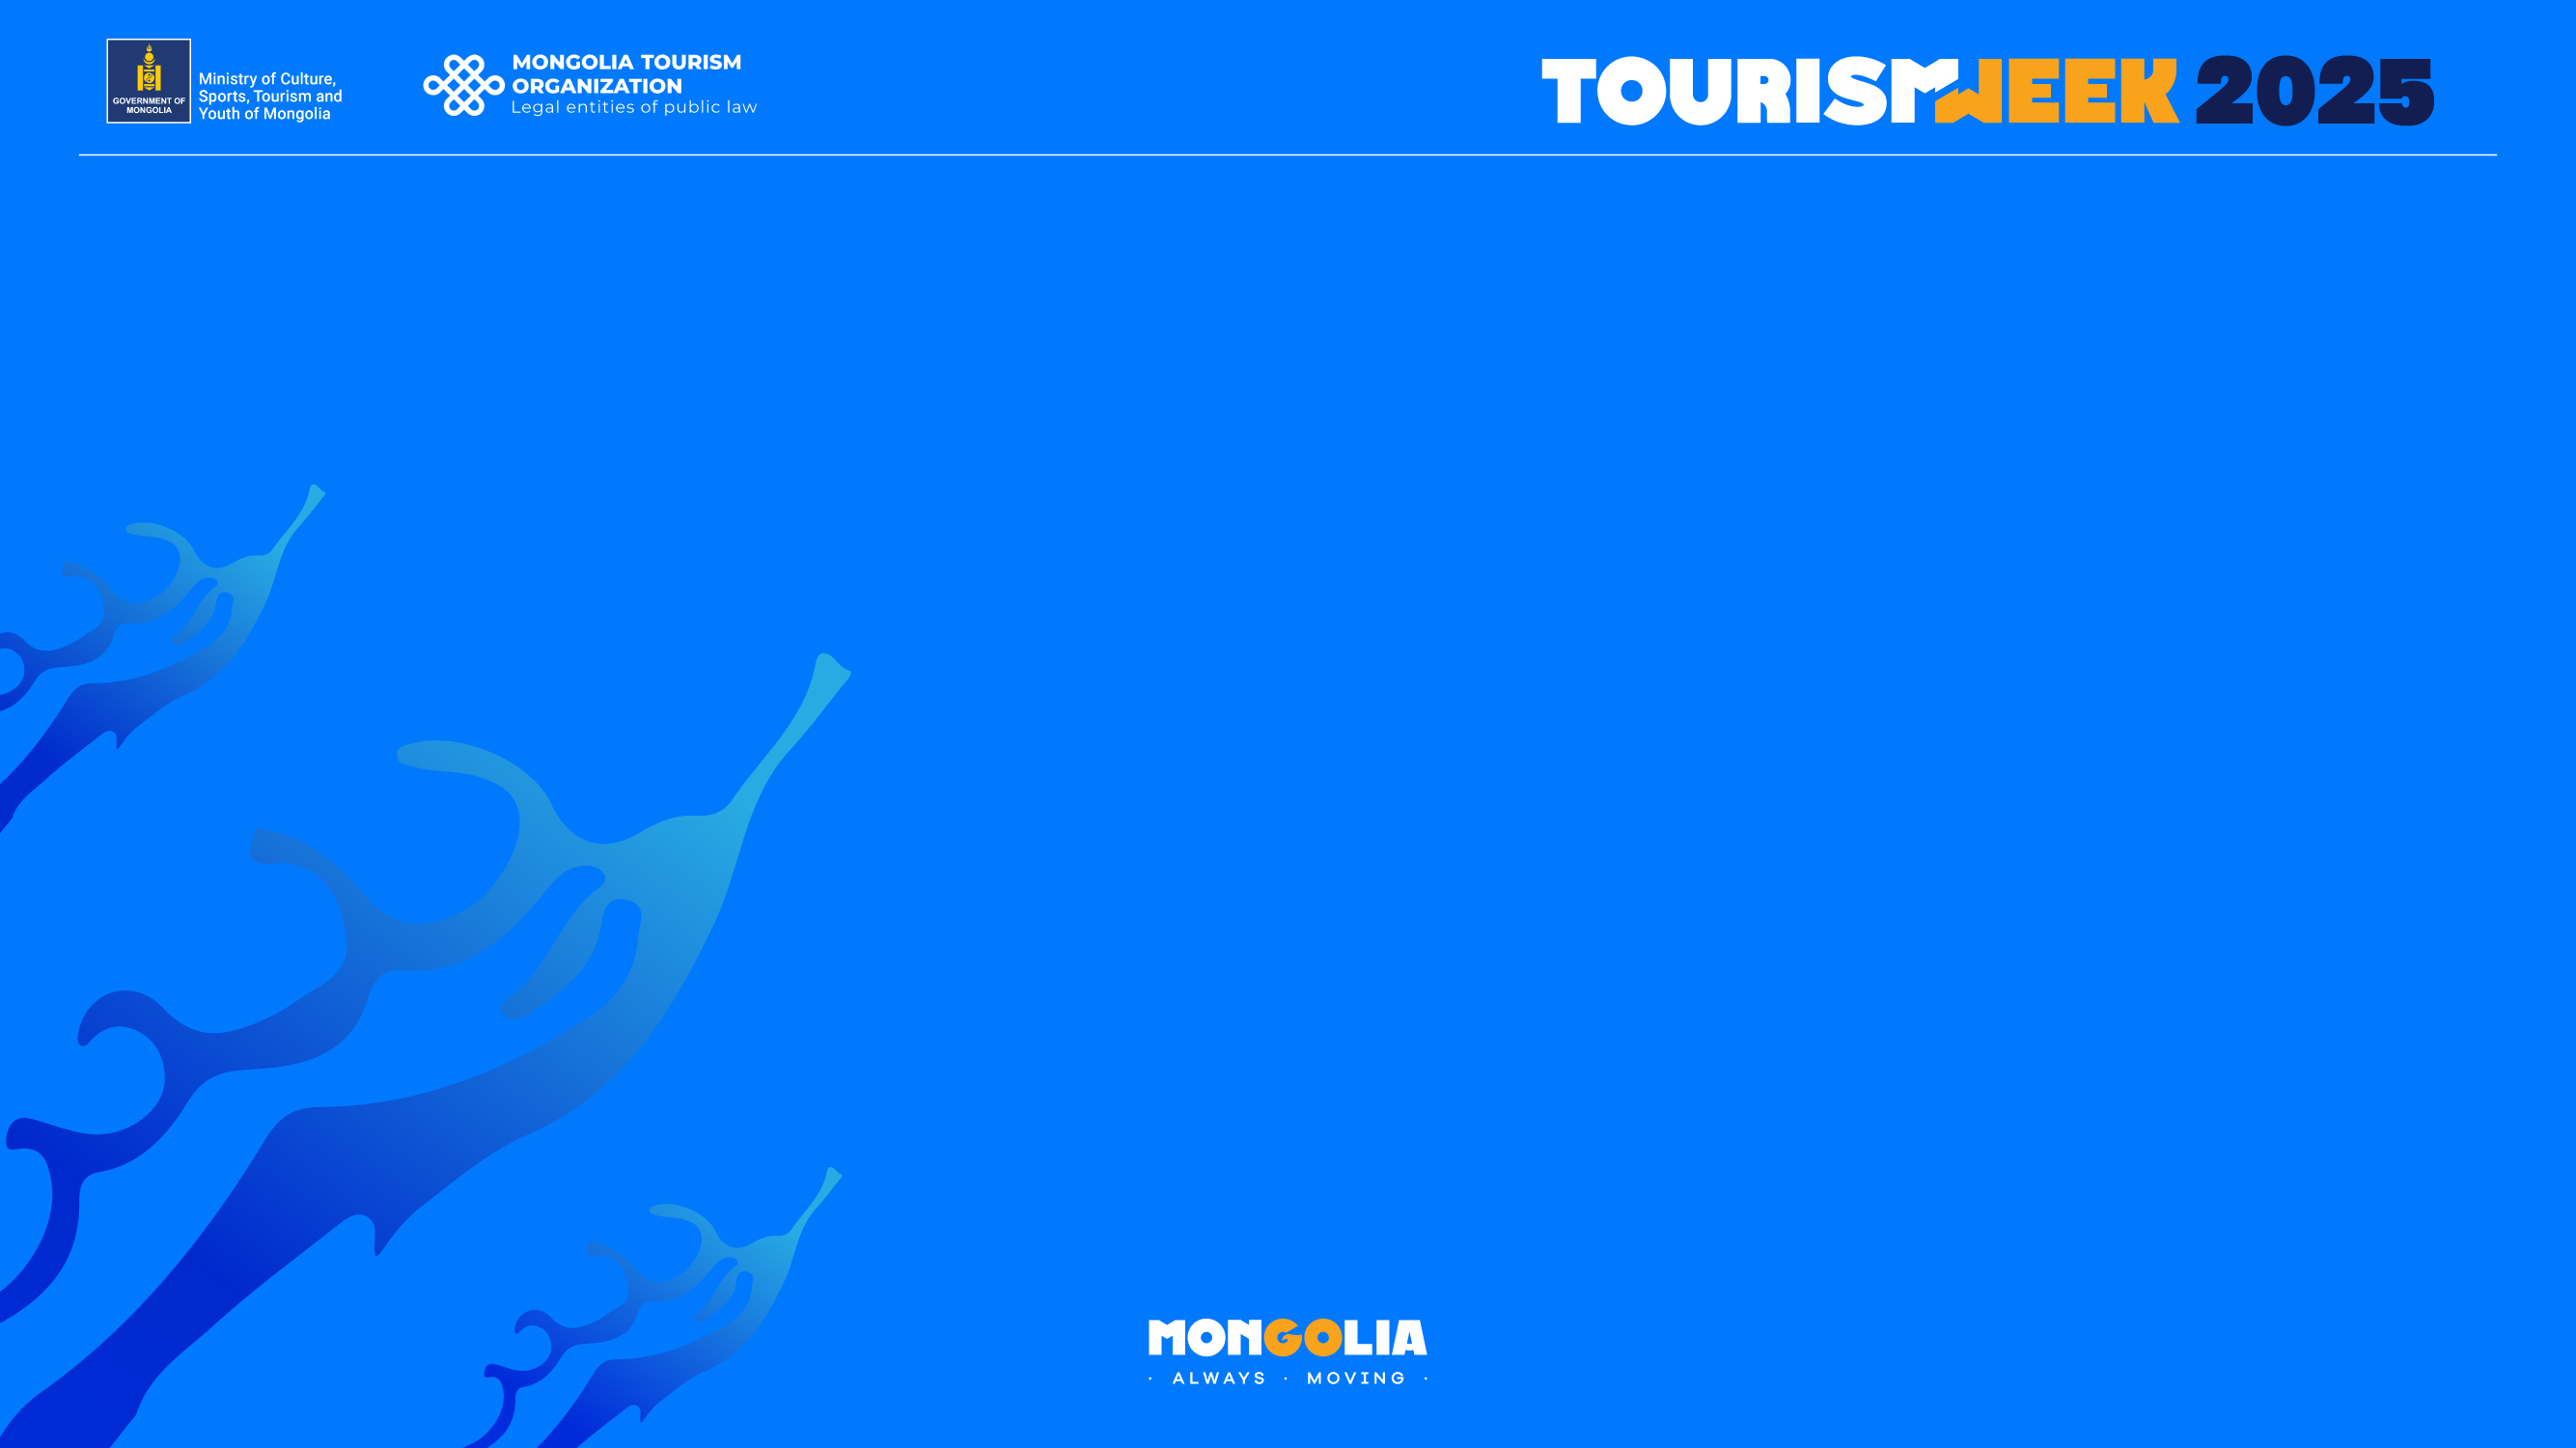 GOVERNMENT OF
MONGOLIA
Ministry of Culture,
Sports, Tourism and
Youth of Mongolia
MONGOLIA TOURISM
ORGANIZATION
Legal entities of public law
TOURISMWEEK 2025
MONGOLIA
· ALWAYS · MOVING ·